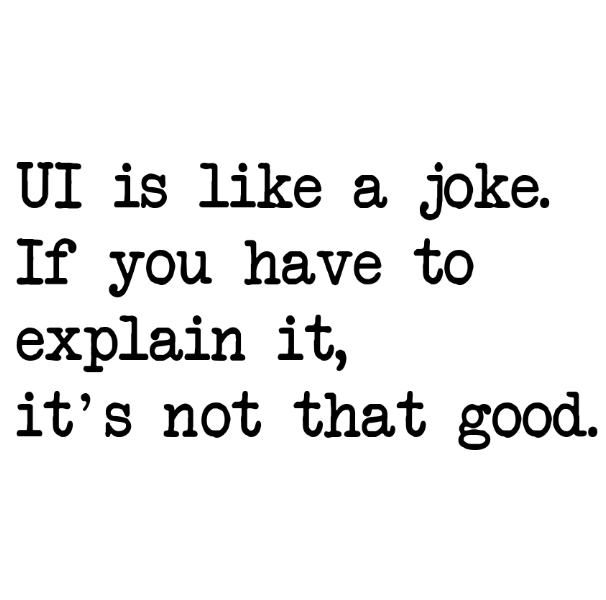 UI is like a joke.
If you have to
explain it,
it's not that good.